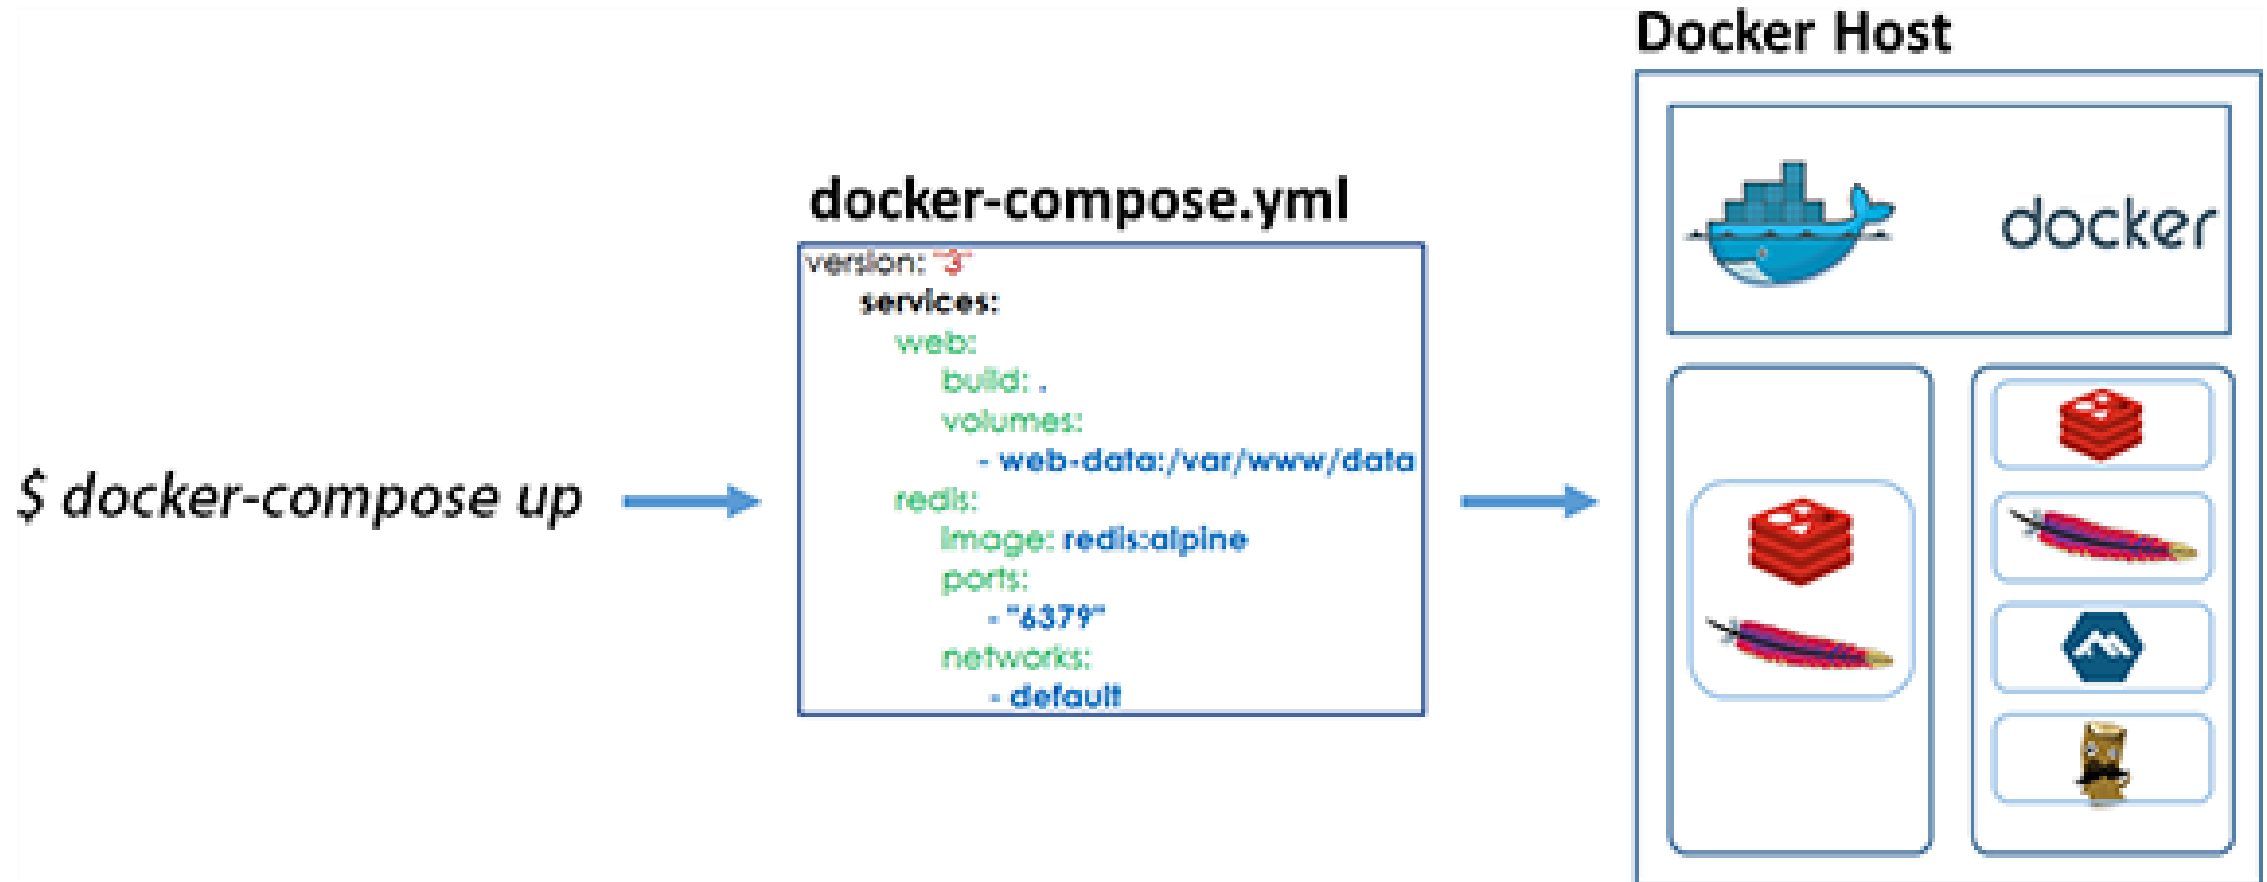 $ docker-compose up
docker-compose.yml
version: "3"
services:
web:
build: .
volumes:
- web-data:/var/www/data
redis:
image: redis:alpine
ports:
- "6379"
networks:
- default
Docker Host
docker